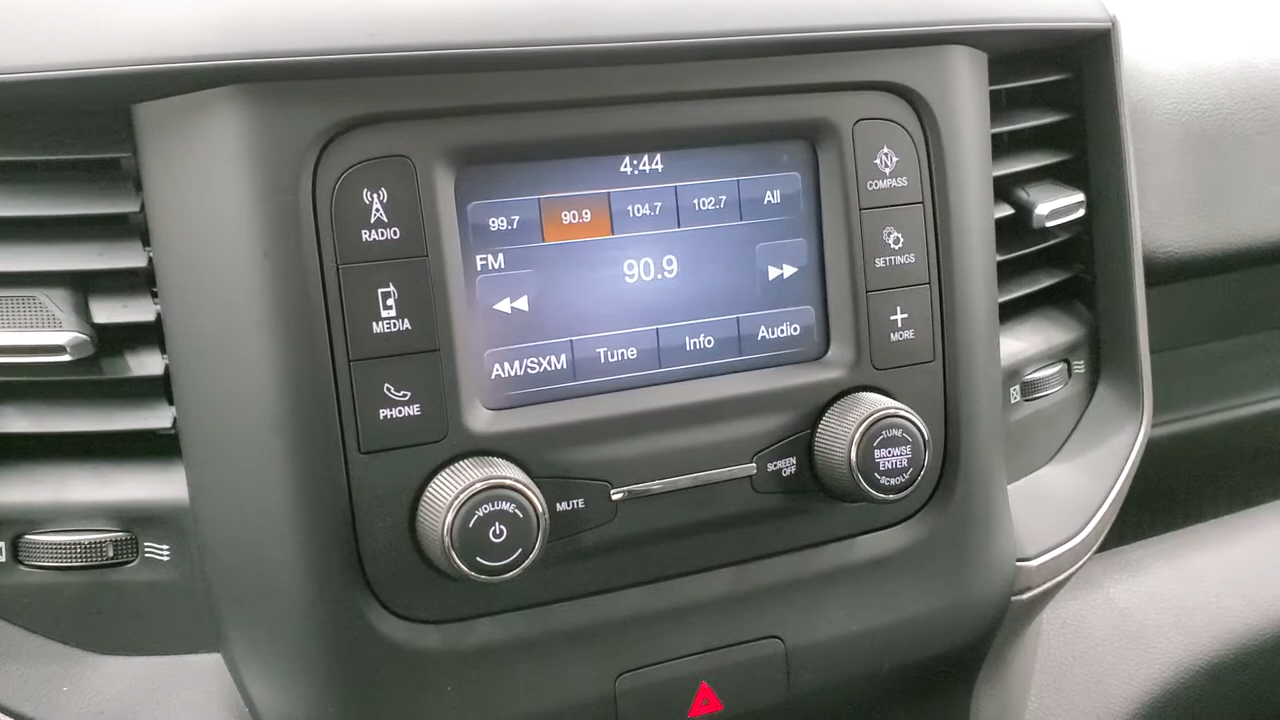 4:44
99.7 90.9 104.7 102.7 All
FM
90.9
AM/SXM Tune Info Audio
RADIO
MEDIA
PHONE
N
COMPASS
SETTINGS
MORE
VOLUME
MUTE
SCREEN
OFF
TUNE
BROWSE
ENTER
SCROLL